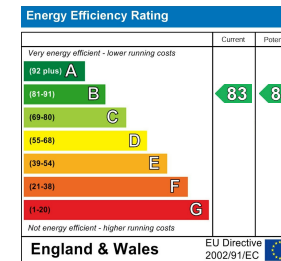 Energy Efficiency Rating
Current
Very energy efficient - lower running costs
(92 plus) A
(81-91) B 83
(69-80) C
(55-68) D
(39-54) E
(21-38) F
(1-20) G
Not energy efficient - higher running costs
England & Wales
EU Directive
2002/91/EC